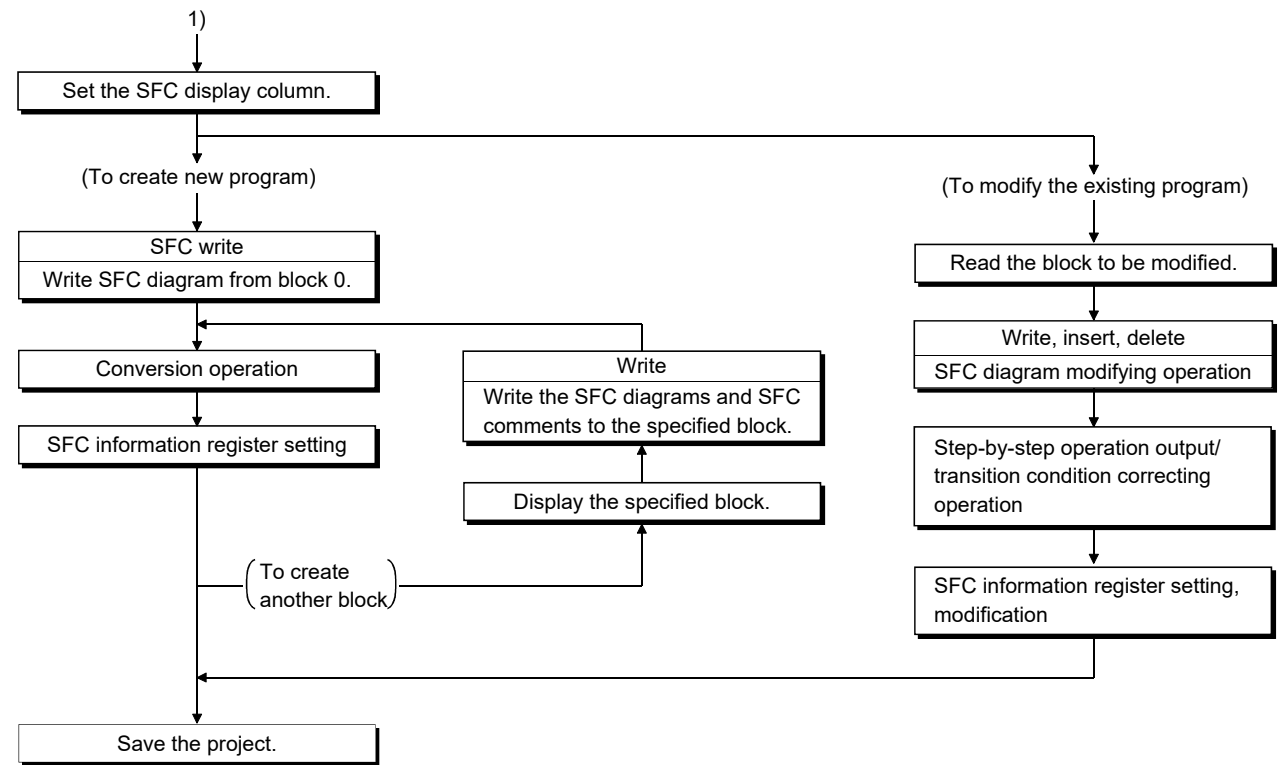 1)
Set the SFC display column.
(To create new program)
(To modify the existing program)
SFC write
Write SFC diagram from block 0.
Read the block to be modified.
Conversion operation
Write
Write the SFC diagrams and SFC
comments to the specified block.
Write, insert, delete
SFC diagram modifying operation
SFC information register setting
Display the specified block.
Step-by-step operation output/
transition condition correcting
operation
To create
another block
SFC information register setting,
modification
Save the project.